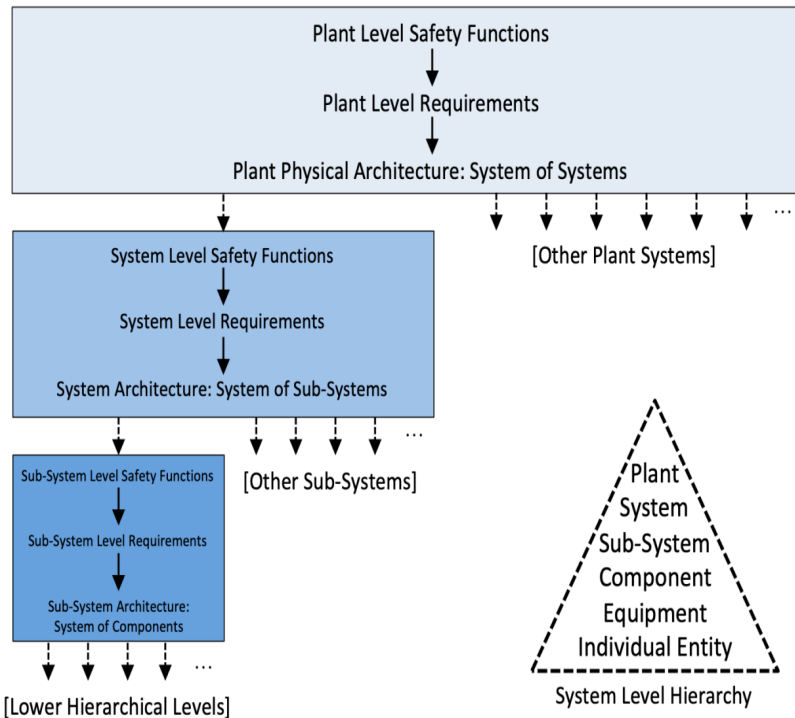 Plant Level Safety Functions
Plant Level Requirements
Plant Physical Architecture: System of Systems
...
[Other Plant Systems]
System Level Safety Functions
System Level Requirements
System Architecture: System of Sub-Systems
...
[Other Sub-Systems]
Sub-System Level Safety Functions
Sub-System Level Requirements
Sub-System Architecture:
System of Components
...
[Lower Hierarchical Levels]
Plant
System
Sub-System
Component
Equipment
Individual Entity
System Level Hierarchy